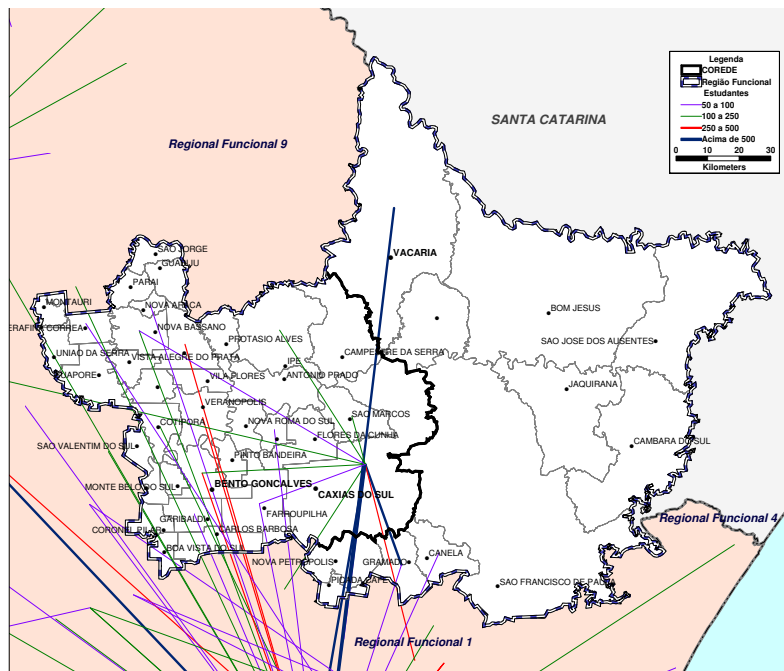 Legenda
COREDE
Região Funcional
Estudantes
50 a 100
100 a 250
250 a 500
Acima de 500
0 10 20 30
Kilometers
SANTA CATARINA
Regional Funcional 9
SAO JORGE
GUABIJU
PARAI
VACARIA
MONTAURI
NOVA ARACA
BOM JESUS
NOVA BASSANO
PROTASIO ALVES
SAO JOSE DOS AUSENTES
UNIAO DA SERRA
VISTA ALEGRE DO PRATA
CAMPESTRE DA SERRA
IPE
ANTONIO PRADO
VILA FLORES
JAQUIRANA
VERANOPOLIS
COTIPORA
NOVA ROMA DO SUL
SAO MARCOS
FLORES DA CUNHA
SAO VALENTIM DO SUL
CAMBARA DO SUL
PINTO BANDEIRA
MONTE BELO DO SUL
BENTO GONCALVES
CAXIAS DO SUL
FARROUPILHA
GARIBALDI
CORONEL PILAR
CARLOS BARBOSA
Regional Funcional 4
BOA VISTA DO SUL
NOVA PETROPOLIS
GRAMADO
CANELA
PICADA CAFE
SAO FRANCISCO DE PAULA
Regional Funcional 1